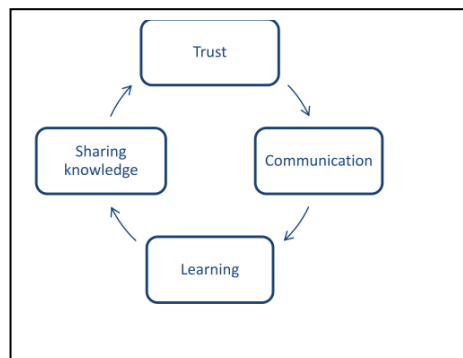 Trust
Communication
Learning
Sharing
knowledge